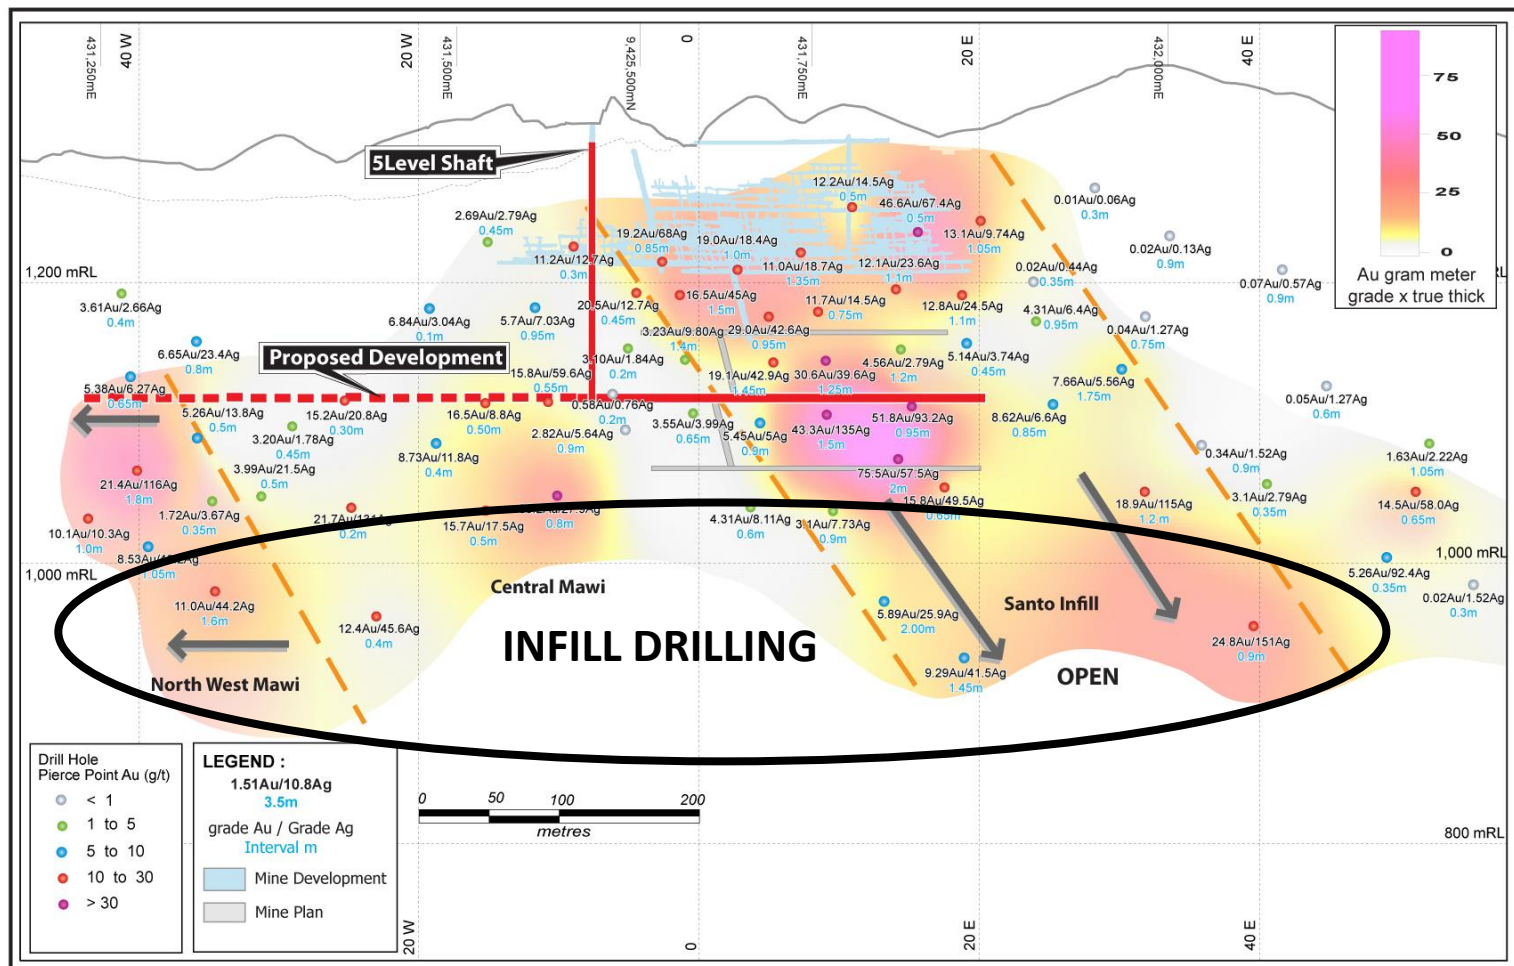 431,250mE
40 W
20 W
431,500mE
9,425,500mN
0
431,750mE
20 E
432,000mE
40 E
75
50
25
0
Au gram meter
grade x true thick
5Level Shaft
12.2Au/14.5Ag
0.5m
46.6Au/67.4Ag
0.5m
0.01Au/0.06Ag
0.3m
2.69Au/2.79Ag
0.45m
19.2Au/68Ag
0.85m
19.0Au/18.4Ag
1.0m
13.1Au/9.74Ag
1.05m
0.02Au/0.13Ag
0.9m
11.2Au/12.7Ag
0.3m
11.0Au/18.7Ag
1.35m
12.1Au/23.6Ag
1.1m
0.02Au/0.44Ag
0.35m
0.07Au/0.57Ag
0.9m
1,200 mRL
3.61Au/2.66Ag
0.4m
6.84Au/3.04Ag
0.1m
5.7Au/7.03Ag
0.95m
20.5Au/12.7Ag
0.45m
16.5Au/45Ag
1.5m
11.7Au/14.5Ag
0.75m
12.8Au/24.5Ag
1.1m
4.31Au/6.4Ag
0.95m
0.04Au/1.27Ag
0.75m
6.65Au/23.4Ag
0.8m
Proposed Development
3.23Au/9.80Ag
1.4m
29.0Au/42.6Ag
0.95m
3.10Au/1.84Ag
0.2m
4.56Au/2.79Ag
1.2m
5.14Au/3.74Ag
0.45m
5.38Au/6.27Ag
0.65m
15.8Au/59.6Ag
0.55m
19.1Au/42.9Ag
1.45m
30.6Au/39.6Ag
1.25m
7.66Au/5.56Ag
1.75m
0.05Au/1.27Ag
0.6m
5.26Au/13.8Ag
0.5m
15.2Au/20.8Ag
0.30m
16.5Au/8.8Ag
0.50m
0.58Au/0.76Ag
0.2m
3.55Au/3.99Ag
0.65m
51.8Au/93.2Ag
0.95m
8.62Au/6.6Ag
0.85m
3.20Au/1.78Ag
0.45m
2.82Au/5.64Ag
0.9m
5.45Au/5Ag
0.9m
43.3Au/135Ag
1.5m
8.73Au/11.8Ag
0.4m
0.34Au/1.52Ag
0.9m
1.63Au/2.22Ag
1.05m
21.4Au/116Ag
1.8m
3.99Au/21.5Ag
0.5m
75.5Au/57.5Ag
2m
15.8Au/49.5Ag
0.65m
18.9Au/115Ag
1.2 m
3.1Au/2.79Ag
0.35m
14.5Au/58.0Ag
0.65m
1.72Au/3.67Ag
0.35m
0.2m
15.7Au/17.5Ag
0.5m
0.8m
4.31Au/8.11Ag
0.6m
3.1Au/7.73Ag
0.9m
10.1Au/10.3Ag
1.0m
1.05m
1,000 mRL
1,000 mRL
5.26Au/92.4Ag
0.35m
0.02Au/1.52Ag
0.3m
Central Mawi
Santo Infill
11.0Au/44.2Ag
1.6m
12.4Au/45.6Ag
0.4m
5.89Au/25.9Ag
2.00m
24.8Au/151Ag
0.9m
INFILL DRILLING
9.29Au/41.5Ag
1.45m
OPEN
North West Mawi
Drill Hole
Pierce Point Au (g/t)
< 1
1 to 5
5 to 10
10 to 30
> 30
LEGEND :
1.51Au/10.8Ag
3.5m
grade Au / Grade Ag
Interval m
Mine Development
Mine Plan
0 50 100 200
metres
800 mRL
20 W
0
20 E
40 E